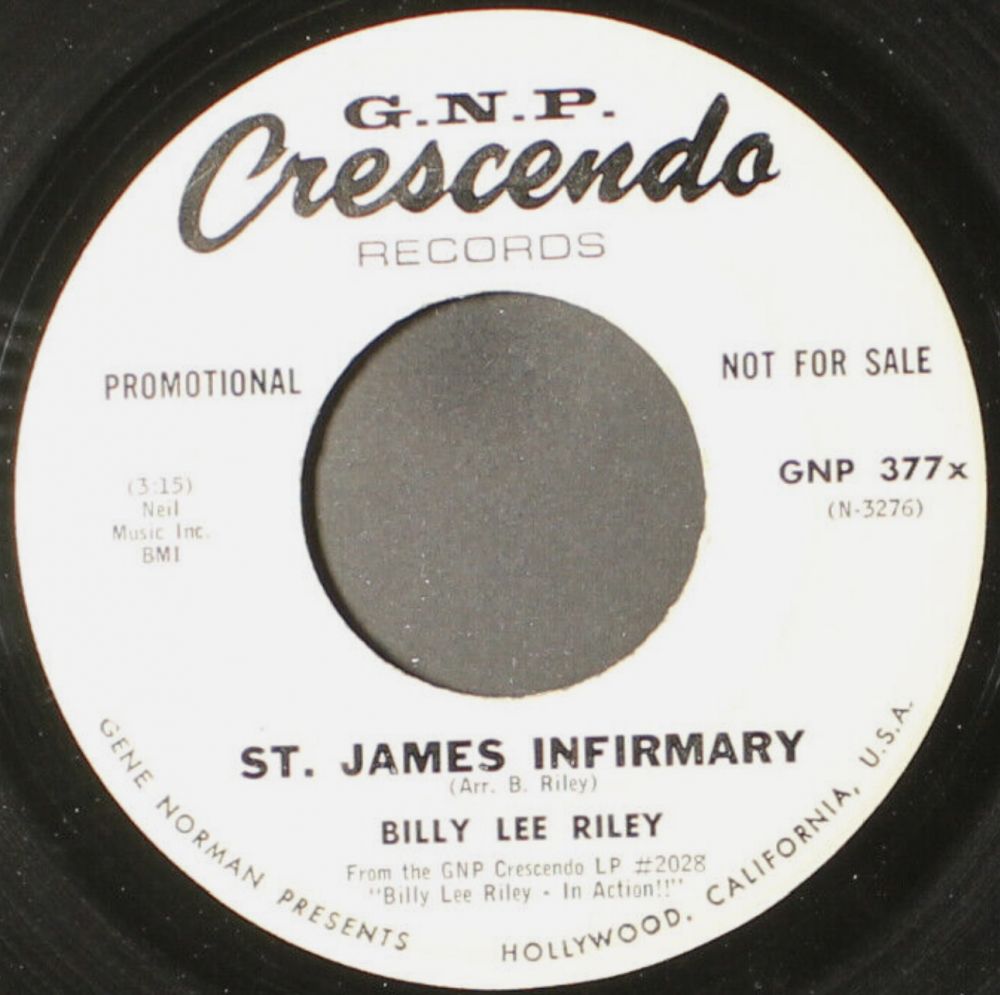 G.N.P.
Crescendo
RECORDS
PROMOTIONAL
NOT FOR SALE
GNP 377x
(N-3276)
(3:15)
Neil
Music Inc.
BMI
ST. JAMES INFIRMARY
(Arr. B. Riley)
BILLY LEE RILEY
From the GNP Crescendo LP #2028
"Billy Lee Riley - In Action!!"
GENE NORMAN PRESENTS
HOLLYWOOD, CALIFORNIA, U.S.A.